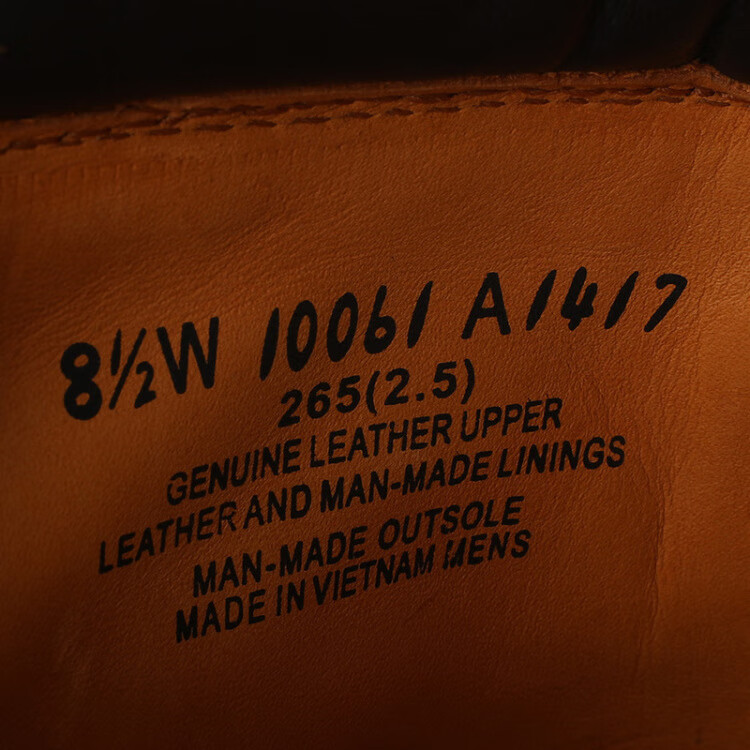 8½W 10061 A1417
265(2.5)
GENUINE LEATHER UPPER
LEATHER AND MAN-MADE LININGS
MAN-MADE OUTSOLE
MADE IN VIETNAM MENS